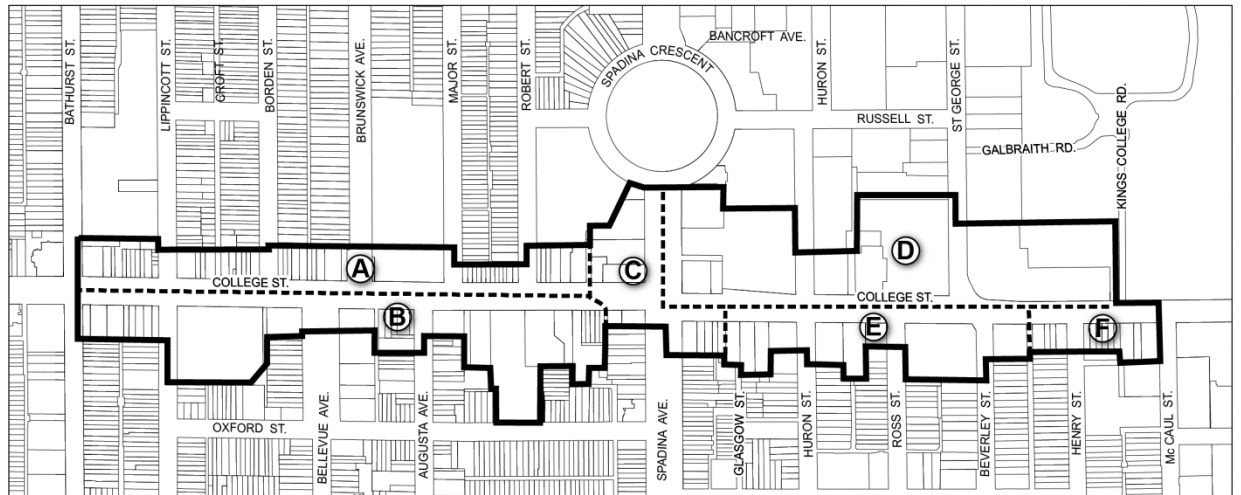 BATHURST ST.
LIPPINCOTT ST.
CROFT ST.
BORDEN ST.
BRUNSWICK AVE.
MAJOR ST.
ROBERT ST.
SPADINA CRESCENT
BANCROFT AVE.
HURON ST.
RUSSELL ST.
ST GEORGE ST.
GALBRAITH RD.
KINGS COLLEGE RD.
A
C
D
COLLEGE ST.
COLLEGE ST.
B
E
F
OXFORD ST.
BELLEVUE AVE.
AUGUSTA AVE.
SPADINA AVE.
GLASGOW ST.
HURON ST.
ROSS ST.
BEVERLEY ST.
HENRY ST.
Mc CAUL ST.